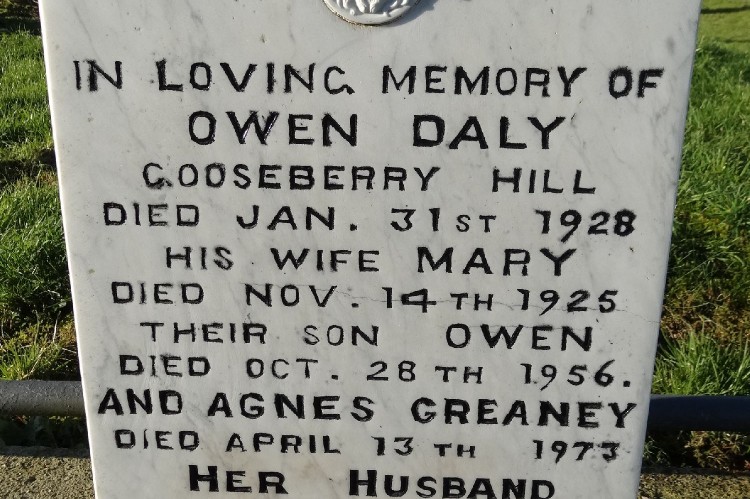 IN LOVING MEMORY OF
OWEN DALY
GOOSEBERRY HILL
DIED JAN. 31ST 1928
HIS WIFE MARY
DIED NOV. 14TH 1925
THEIR SON OWEN
DIED OCT. 28TH 1956.
AND AGNES GREANEY
DIED APRIL 13TH 1973
HER HUSBAND